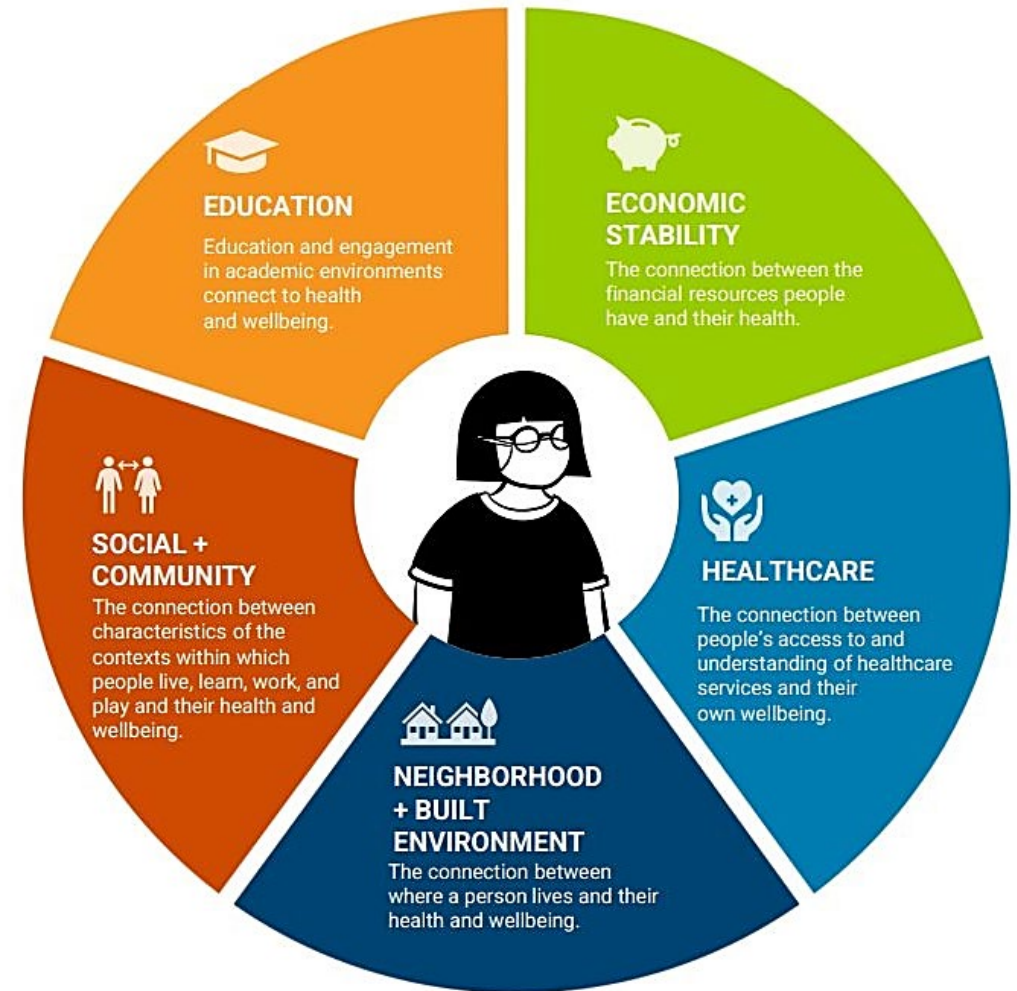 EDUCATION
Education and engagement
in academic environments
connect to health
and wellbeing.
ECONOMIC
STABILITY
The connection between the
financial resources people
have and their health.
SOCIAL +
COMMUNITY
The connection between
characteristics of the
contexts within which
people live, learn, work, and
play and their health and
wellbeing.
HEALTHCARE
The connection between
people's access to and
understanding of healthcare
services and their
own wellbeing.
NEIGHBORHOOD
+ BUILT
ENVIRONMENT
The connection between
where a person lives and their
health and wellbeing.